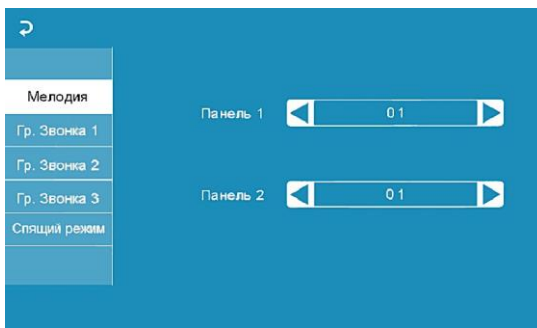 Мелодия
Гр. Звонка 1
Гр. Звонка 2
Гр. Звонка 3
Спящий режим
Панель 1 01
Панель 2 01